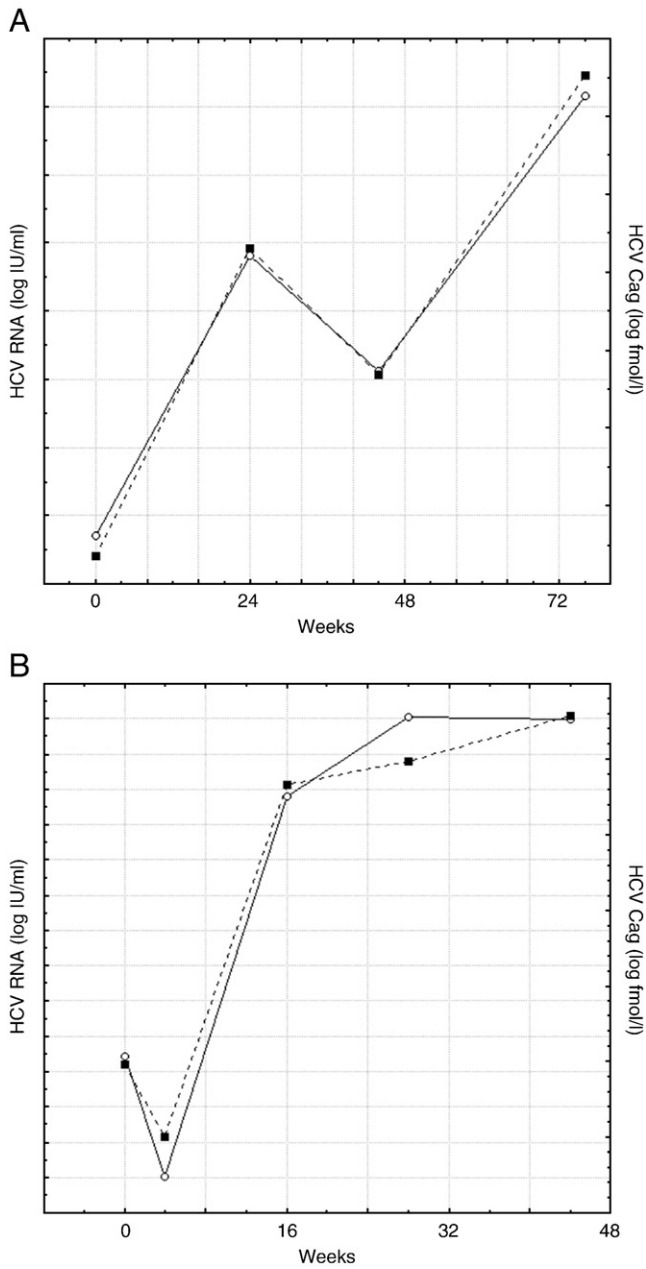 A
HCV RNA (log IU/ml)
HCV Cag (log fmol/l)
0 24 48 72
Weeks
B
HCV RNA (log IU/ml)
HCV Cag (log fmol/l)
0 16 32 48
Weeks